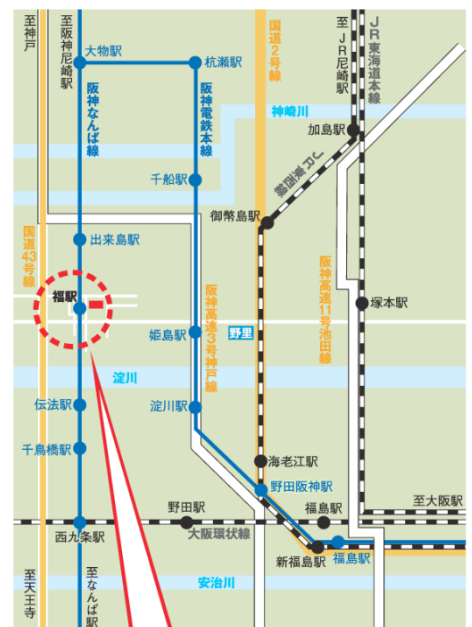 至神戸
至阪神尼崎駅
大物駅
杭瀬駅
国道2号線
至JR尼崎駅
JR東海道本線
阪神なんば線
阪神電鉄本線
神崎川
加島駅
JR東西線
千船駅
御幣島駅
出来島駅
国道43号線
福駅
阪神高速3号神戸線
阪神高速11号池田線
塚本駅
姫島駅
野里
淀川
伝法駅
淀川駅
千鳥橋駅
海老江駅
野田阪神駅
至大阪駅
野田駅
福島駅
西九条駅
大阪環状線
新福島駅
福島駅
至天王寺
至なんば駅
安治川